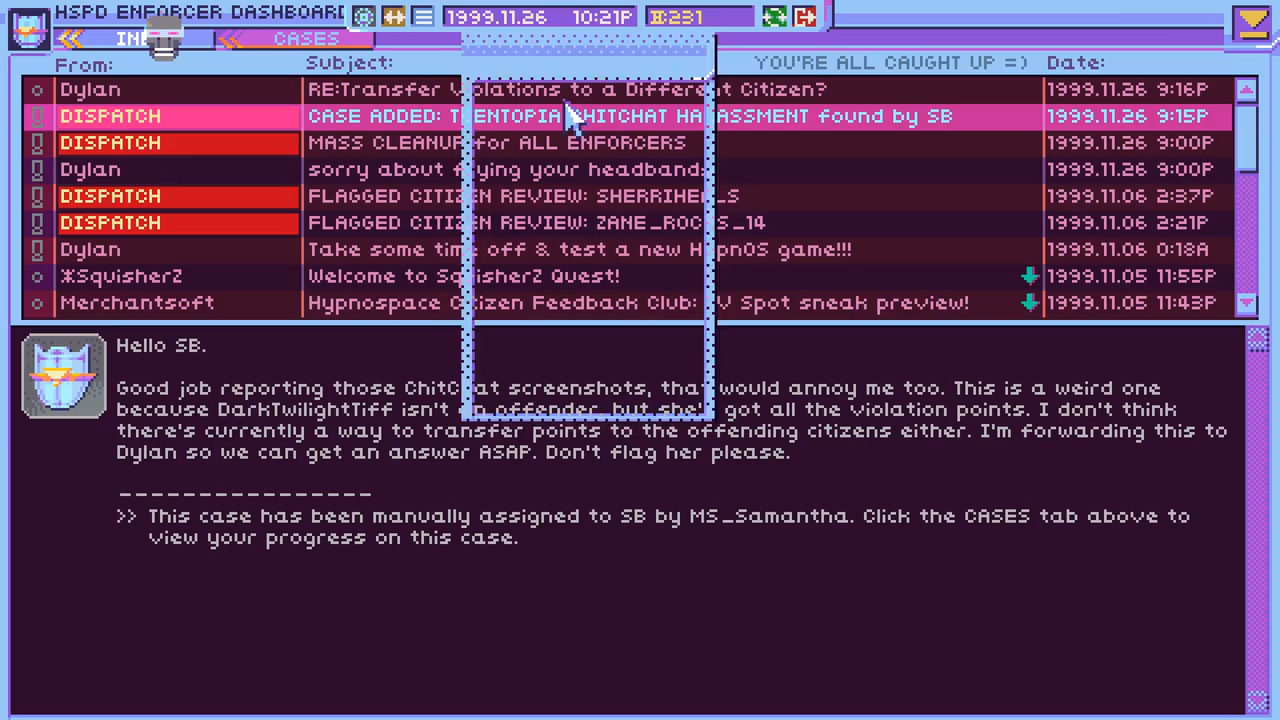 HSPD ENFORCER DASHBOARD
1999.11.26 10:21P
231
CASES
From: Subject: YOU'RE ALL CAUGHT UP =) Date:
Dylan RE:Transfer Violations to a Different Citizen? 1999.11.26 9:16P
DISPATCH CASE ADDED: CHITCHAT HARASSMENT found by SB 1999.11.26 9:15P
DISPATCH MASS CLEANUP for ALL ENFORCERS 1999.11.26 9:00P
Dylan sorry about frying your headband. 1999.11.26 9:00P
DISPATCH FLAGGED CITIZEN REVIEW: 1999.11.06 2:37P
DISPATCH FLAGGED CITIZEN REVIEW: ZANE_ROCKS_14 1999.11.06 2:21P
Dylan Take some time off & test a new HypnOS game!!! 1999.11.06 0:18A
SquisherZ Welcome to SquisherZ Quest! 1999.11.05 11:55P
Merchantsoft Hypnospace Citizen Feedback Club: TV Spot sneak preview! 1999.11.05 11:43P
Hello SB.
Good job reporting those ChitChat screenshots, that would annoy me too. This is a weird one
because DarkTwilightTiff isn't an offender, but she's got all the violation points. I don't think
there's currently a way to transfer points to the offending citizens either. I'm forwarding this to
Dylan so we can get an answer ASAP. Don't flag her please.
----------------
>> This case has been manually assigned to SB by MS_Samantha. Click the CASES tab above to
view your progress on this case.